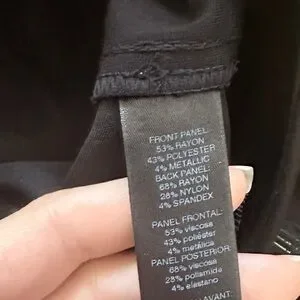 FRONT PANEL:
53% RAYON
43% POLYESTER
4% METALLIC
BACK PANEL:
68% RAYON
28% NYLON
4% SPANDEX
PANEL FRONTAL:
53% viscosa
43% poliéster
4% metálica
PANEL POSTERIOR:
68% viscosa
28% poliamida
4% elastano